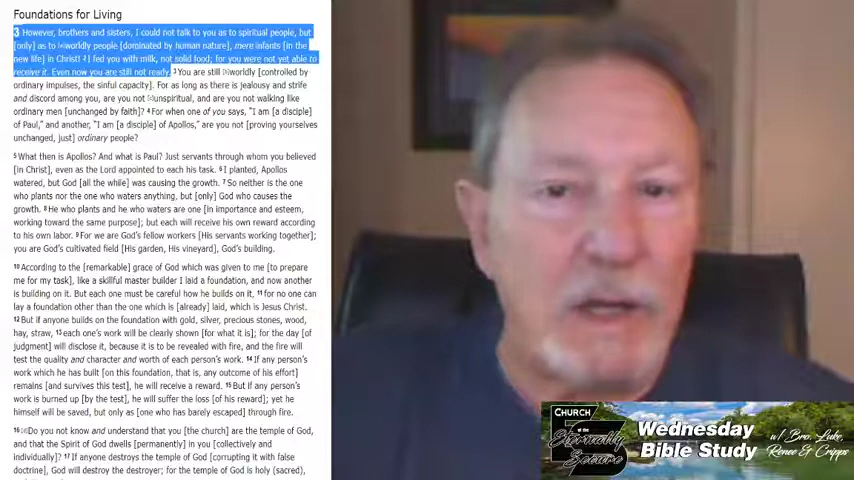 Foundations for Living
3 However, brothers and sisters, I could not talk to you as to spiritual people, but
[only] as to worldly people [dominated by human nature], mere infants [in the
new life] in Christ! 2 I fed you with milk, not solid food; for you were not yet able to
receive it. Even now you are still not ready. 3 You are still worldly [controlled by
ordinary impulses, the sinful capacity]. For as long as there is jealousy and strife
and discord among you, are you not unspiritual, and are you not walking like
ordinary men [unchanged by faith]? 4 For when one of you says, "I am [a disciple]
of Paul," and another, "I am [a disciple] of Apollos," are you not [proving yourselves
unchanged, just] ordinary people?
5 What then is Apollos? And what is Paul? Just servants through whom you believed
[in Christ], even as the Lord appointed to each his task. 6 I planted, Apollos
watered, but God [all the while] was causing the growth. 7 So neither is the one
who plants nor the one who waters anything, but [only] God who causes the
growth. 8 He who plants and he who waters are one [in importance and esteem,
working toward the same purpose]; but each will receive his own reward according
to his own labor. 9 For we are God's fellow workers [His servants working together];
you are God's cultivated field [His garden, His vineyard], God's building.
10 According to the [remarkable] grace of God which was given to me [to prepare
me for my task], like a skillful master builder I laid a foundation, and now another
is building on it. But each one must be careful how he builds on it, 11 for no one can
lay a foundation other than the one which is [already] laid, which is Jesus Christ.
12 But if anyone builds on the foundation with gold, silver, precious stones, wood,
hay, straw, 13 each one's work will be clearly shown [for what it is]; for the day [of
judgment] will disclose it, because it is to be revealed with fire, and the fire will
test the quality and character and worth of each person's work. 14 If any person's
work which he has built [on this foundation, that is, any outcome of his effort]
remains [and survives this test], he will receive a reward. 15 But if any person's
work is burned up [by the test], he will suffer the loss [of his reward]; yet he
himself will be saved, but only as [one who has barely escaped] through fire.
16 Do you not know and understand that you [the church] are the temple of God,
and that the Spirit of God dwells [permanently] in you [collectively and
individually]? 17 If anyone destroys the temple of God [corrupting it with false
doctrine], God will destroy the destroyer; for the temple of God is holy (sacred),
CHURCH
of the
Eternally
Secure
Wednesday
Bible Study
w/ Bro. Luke,
Renee & Cripps